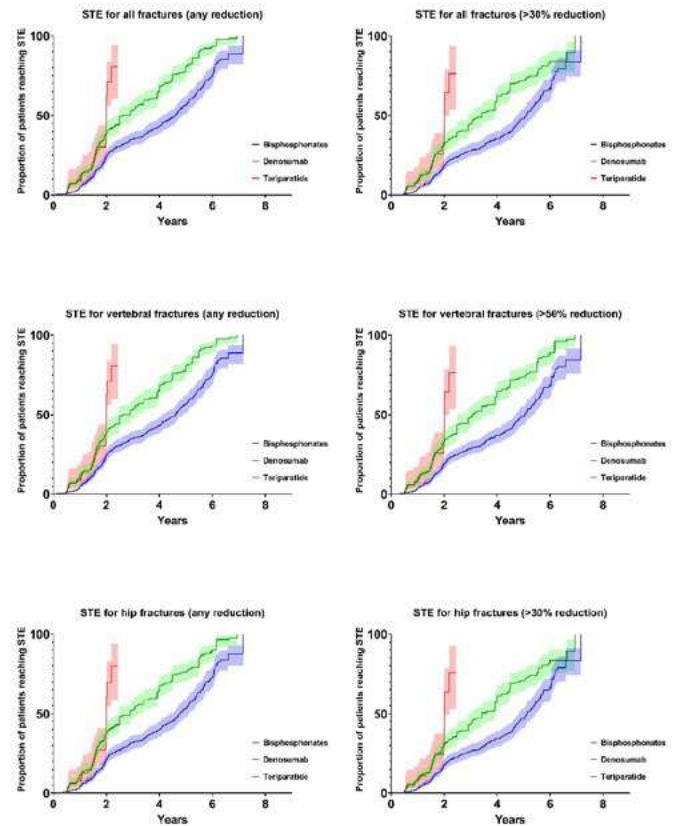 STE for all fractures (any reduction)
Proportion of patients reaching STE
100
50
0
0 2 4 6 8
Years
Bisphosphonates
Denosumab
Teriparatide
STE for all fractures (>30% reduction)
Proportion of patients reaching STE
100
50
0
0 2 4 6 8
Years
Bisphosphonates
Denosumab
Teriparatide
STE for vertebral fractures (any reduction)
Proportion of patients reaching STE
100
50
0
0 2 4 6 8
Years
Bisphosphonates
Denosumab
Teriparatide
STE for vertebral fractures (>50% reduction)
Proportion of patients reaching STE
100
50
0
0 2 4 6 8
Years
Bisphosphonates
Denosumab
Teriparatide
STE for hip fractures (any reduction)
Proportion of patients reaching STE
100
50
0
0 2 4 6 8
Years
Bisphosphonates
Denosumab
Teriparatide
STE for hip fractures (>30% reduction)
Proportion of patients reaching STE
100
50
0
0 2 4 6 8
Years
Bisphosphonates
Denosumab
Teriparatide